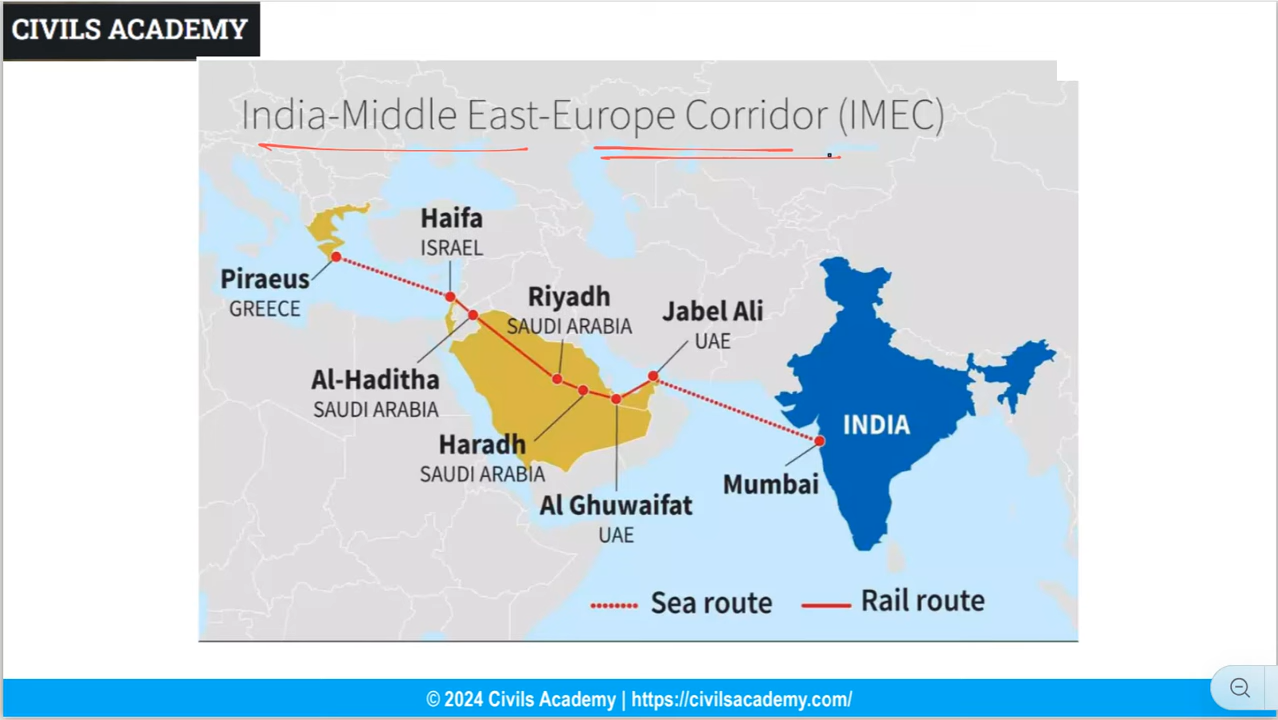 CIVILS ACADEMY
India-Middle East-Europe Corridor (IMEC)
Haifa
ISRAEL
Piraeus
GREECE
Riyadh
SAUDI ARABIA
Jabel Ali
UAE
Al-Haditha
SAUDI ARABIA
INDIA
Haradh
SAUDI ARABIA
Mumbai
Al Ghuwaifat
UAE
Sea route
Rail route
© 2024 Civils Academy | https://civilsacademy.com/